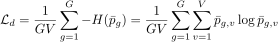 $$\mathcal{L}_d = \frac{1}{GV} \sum_{g=1}^{G} -H(\bar{p}_g) = \frac{1}{GV} \sum_{g=1}^{G} \sum_{v=1}^{V} \bar{p}_{g,v} \log \bar{p}_{g,v}$$